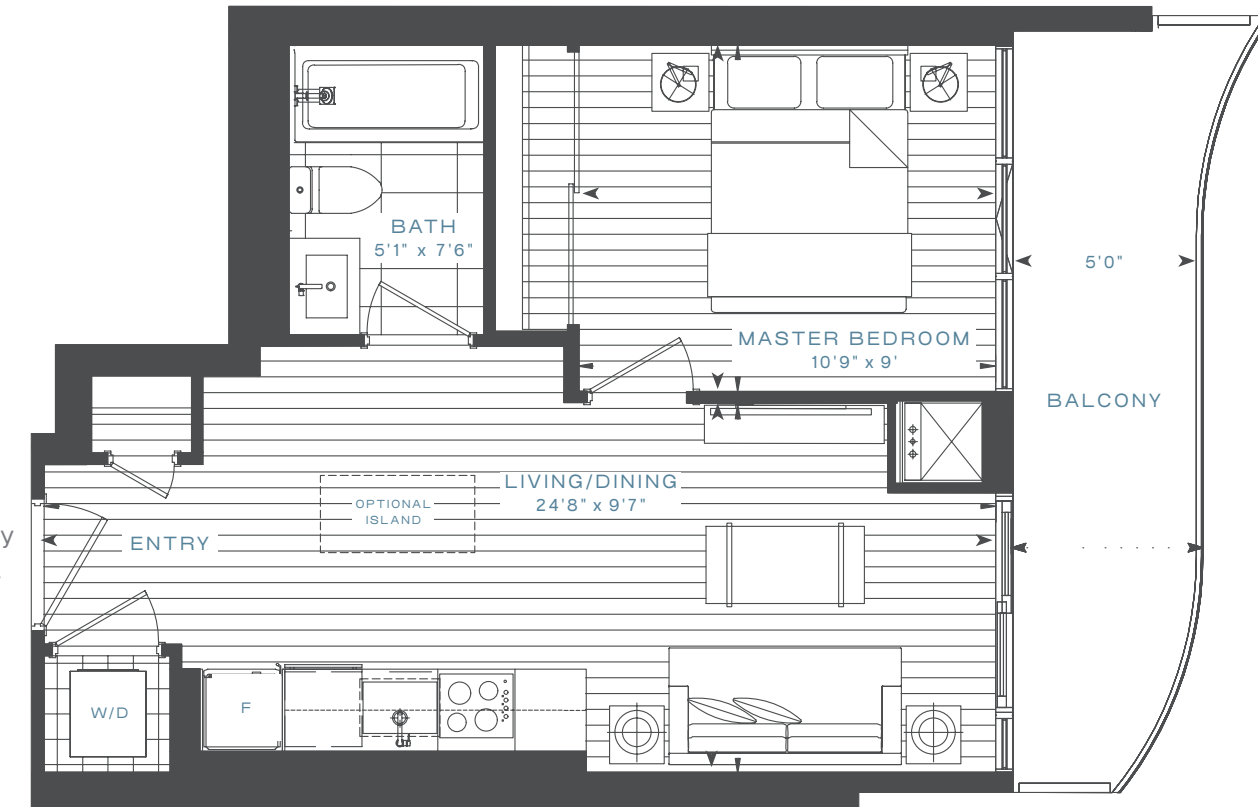 BATH
5'1" x 7'6"
MASTER BEDROOM
10'9" x 9'
5'0"
BALCONY
LIVING/DINING
24'8" x 9'7"
OPTIONAL
ISLAND
y
ENTRY
W/D
F